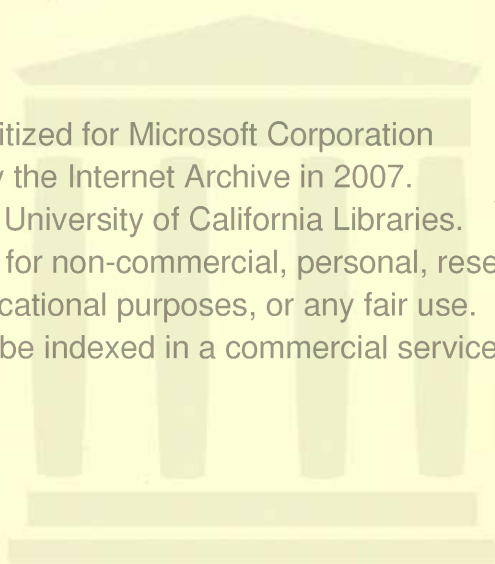 itized for Microsoft Corporation
y the Internet Archive in 2007.
University of California Libraries.
for non-commercial, personal, rese
cational purposes, or any fair use.
be indexed in a commercial service